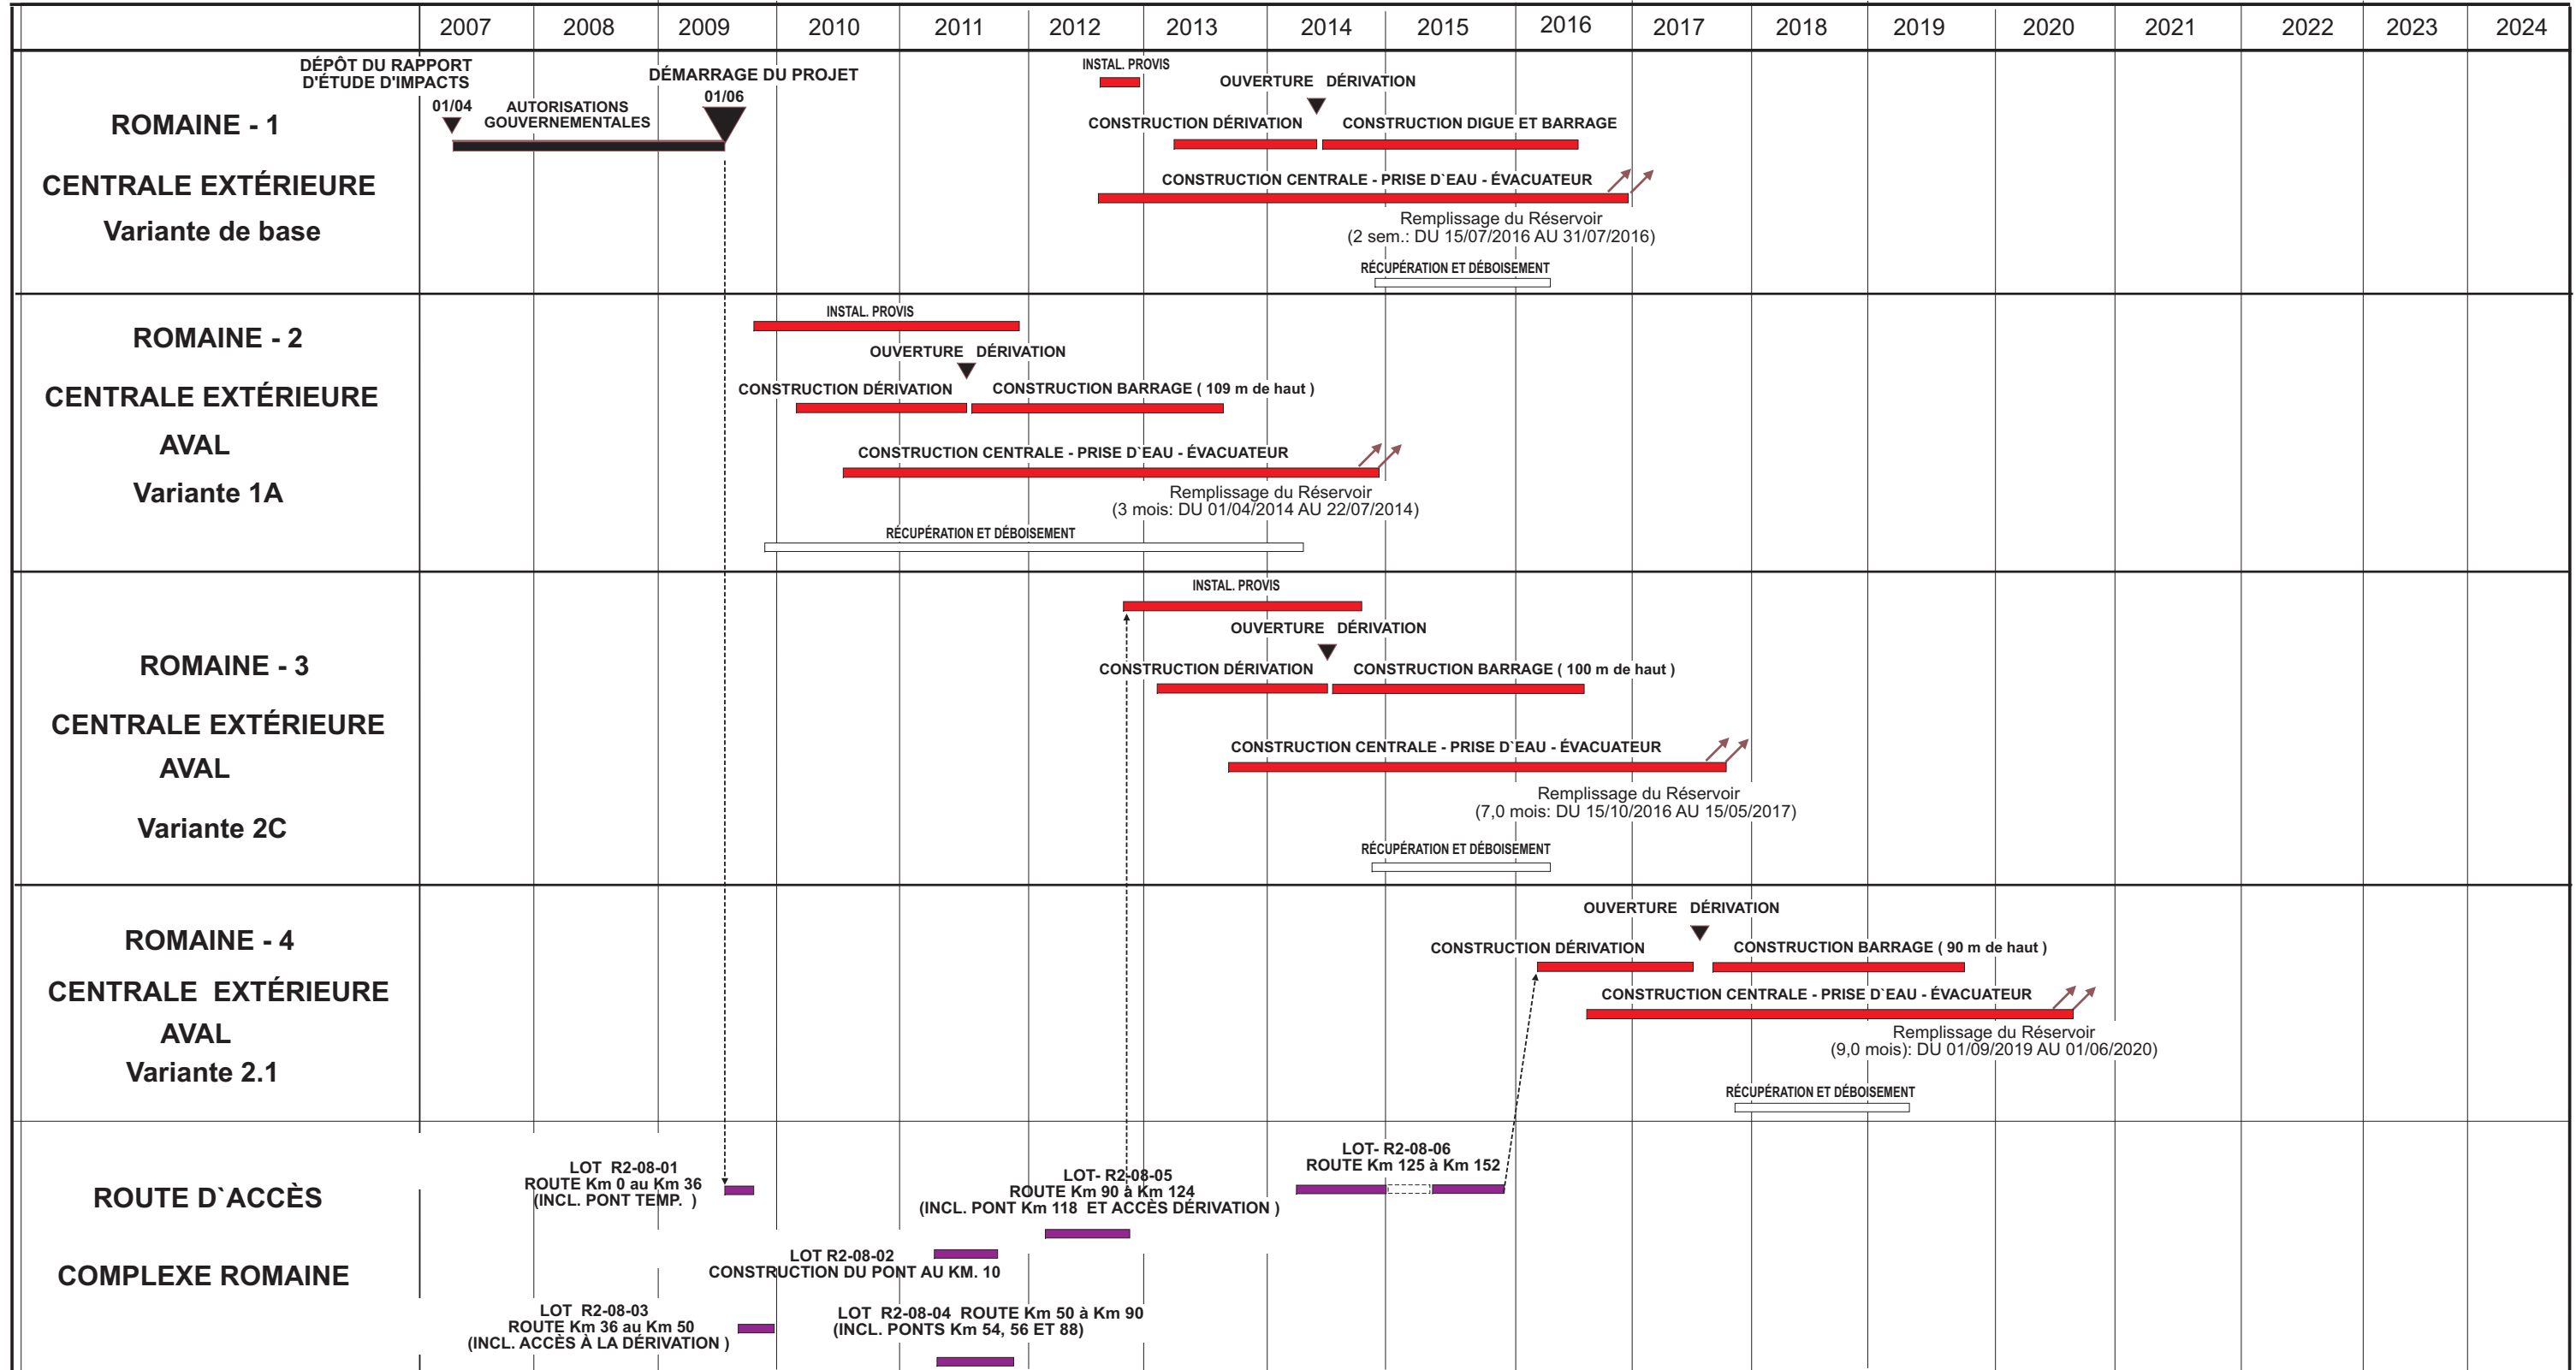 2007 2008 2009 2010 2011 2012 2013 2014 2015 2016 2017 2018 2019 2020 2021 2022 2023 2024
ROMAINE - 1
CENTRALE EXTÉRIEURE
Variante de base
DÉPÔT DU RAPPORT
D'ÉTUDE D'IMPACTS
01/04
AUTORISATIONS
GOUVERNEMENTALES
DÉMARRAGE DU PROJET
01/06
INSTAL. PROVIS
OUVERTURE DÉRIVATION
CONSTRUCTION DÉRIVATION
CONSTRUCTION DIGUE ET BARRAGE
CONSTRUCTION CENTRALE - PRISE D`EAU - ÉVACUATEUR
Remplissage du Réservoir
(2 sem.: DU 15/07/2016 AU 31/07/2016)
RÉCUPÉRATION ET DÉBOISEMENT
ROMAINE - 2
CENTRALE EXTÉRIEURE
AVAL
Variante 1A
INSTAL. PROVIS
OUVERTURE DÉRIVATION
CONSTRUCTION DÉRIVATION
CONSTRUCTION BARRAGE ( 109 m de haut )
CONSTRUCTION CENTRALE - PRISE D`EAU - ÉVACUATEUR
Remplissage du Réservoir
(3 mois: DU 01/04/2014 AU 22/07/2014)
RÉCUPÉRATION ET DÉBOISEMENT
ROMAINE - 3
CENTRALE EXTÉRIEURE
AVAL
Variante 2C
INSTAL. PROVIS
OUVERTURE DÉRIVATION
CONSTRUCTION DÉRIVATION
CONSTRUCTION BARRAGE ( 100 m de haut )
CONSTRUCTION CENTRALE - PRISE D`EAU - ÉVACUATEUR
Remplissage du Réservoir
(7,0 mois: DU 15/10/2016 AU 15/05/2017)
RÉCUPÉRATION ET DÉBOISEMENT
ROMAINE - 4
CENTRALE EXTÉRIEURE
AVAL
Variante 2.1
OUVERTURE DÉRIVATION
CONSTRUCTION DÉRIVATION
CONSTRUCTION BARRAGE ( 90 m de haut )
CONSTRUCTION CENTRALE - PRISE D`EAU - ÉVACUATEUR
Remplissage du Réservoir
(9,0 mois): DU 01/09/2019 AU 01/06/2020)
RÉCUPÉRATION ET DÉBOISEMENT
ROUTE D`ACCÈS
COMPLEXE ROMAINE
LOT R2-08-01
ROUTE Km 0 au Km 36
(INCL. PONT TEMP. )
LOT- R2-08-05
ROUTE Km 90 à Km 124
(INCL. PONT Km 118 ET ACCÈS DÉRIVATION )
LOT- R2-08-06
ROUTE Km 125 à Km 152
LOT R2-08-02
CONSTRUCTION DU PONT AU KM. 10
LOT R2-08-03
ROUTE Km 36 au Km 50
(INCL. ACCÈS À LA DÉRIVATION )
LOT R2-08-04 ROUTE Km 50 à Km 90
(INCL. PONTS Km 54, 56 ET 88)